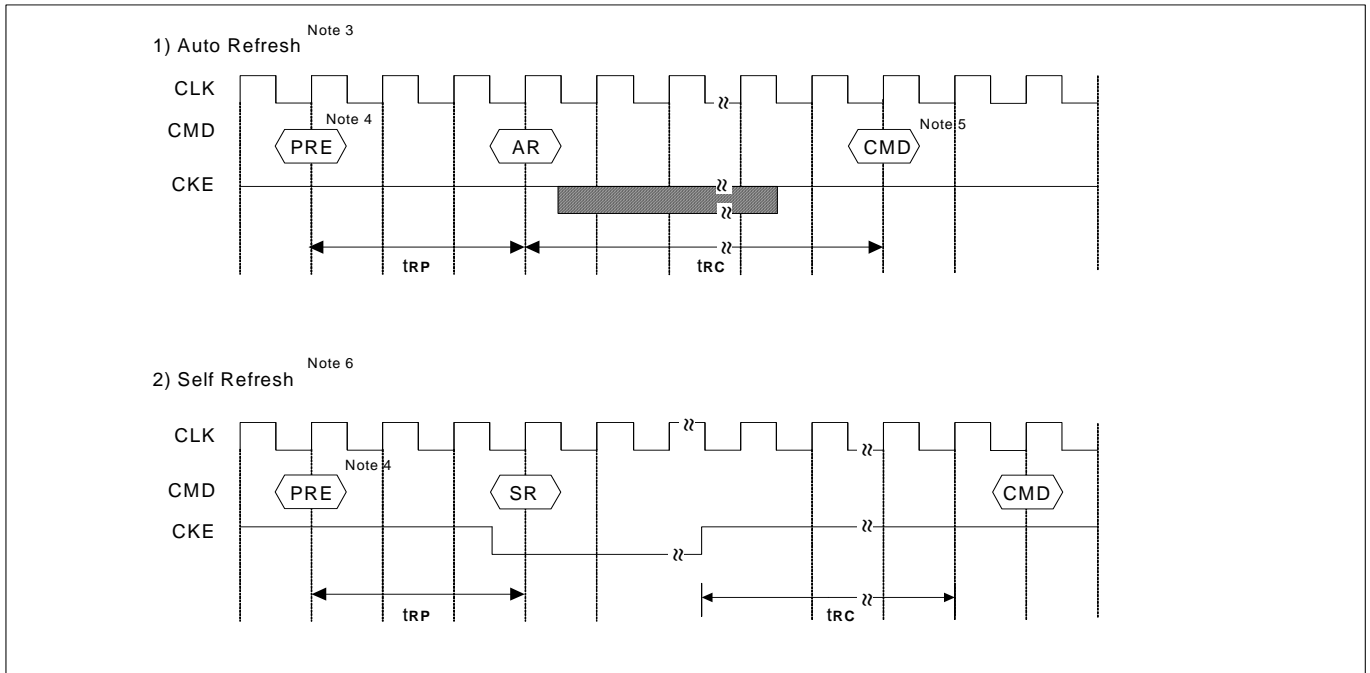 1) Auto Refresh Note 3
CLK
CMD
PRE Note 4
AR
CMD Note 5
CKE
tRP
tRC
2) Self Refresh Note 6
CLK
CMD
PRE Note 4
SR
CMD
CKE
tRP
tRC